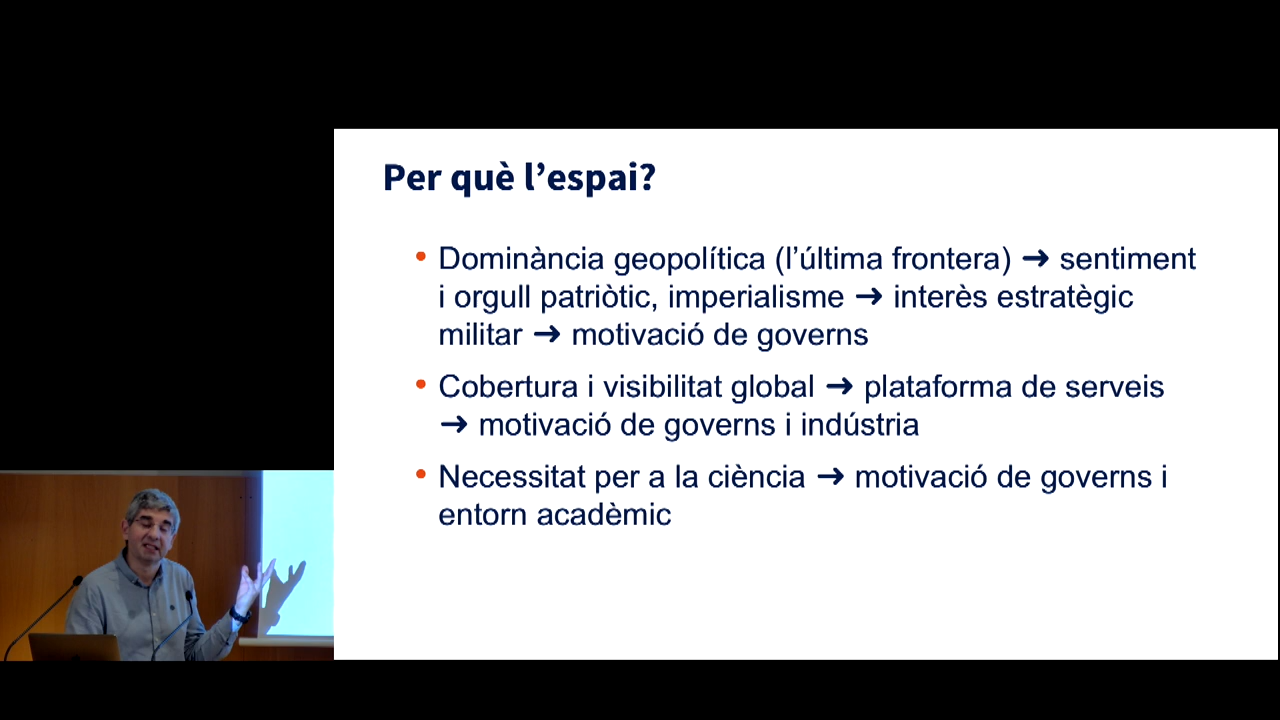 Per què l’espai?
• Dominància geopolítica (l’última frontera) ➜ sentiment
i orgull patriòtic, imperialisme ➜ interès estratègic
militar ➜ motivació de governs
• Cobertura i visibilitat global ➜ plataforma de serveis
➜ motivació de governs i indústria
• Necessitat per a la ciència ➜ motivació de governs i
entorn acadèmic